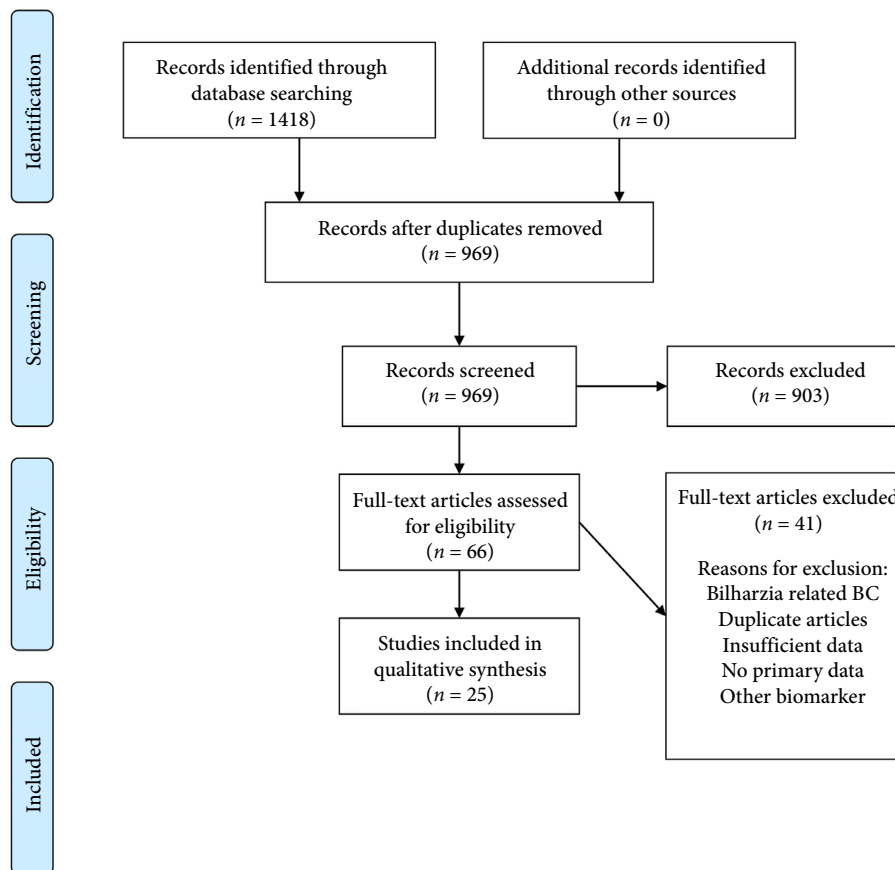 Identification
Records identified through
database searching
(n = 1418)
Additional records identified
through other sources
(n = 0)
Records after duplicates removed
(n = 969)
Screening
Records screened
(n = 969)
Records excluded
(n = 903)
Eligibility
Full-text articles assessed
for eligibility
(n = 66)
Full-text articles excluded
(n = 41)
Reasons for exclusion:
Bilharzia related BC
Duplicate articles
Insufficient data
No primary data
Other biomarker
Studies included in
qualitative synthesis
(n = 25)
Included